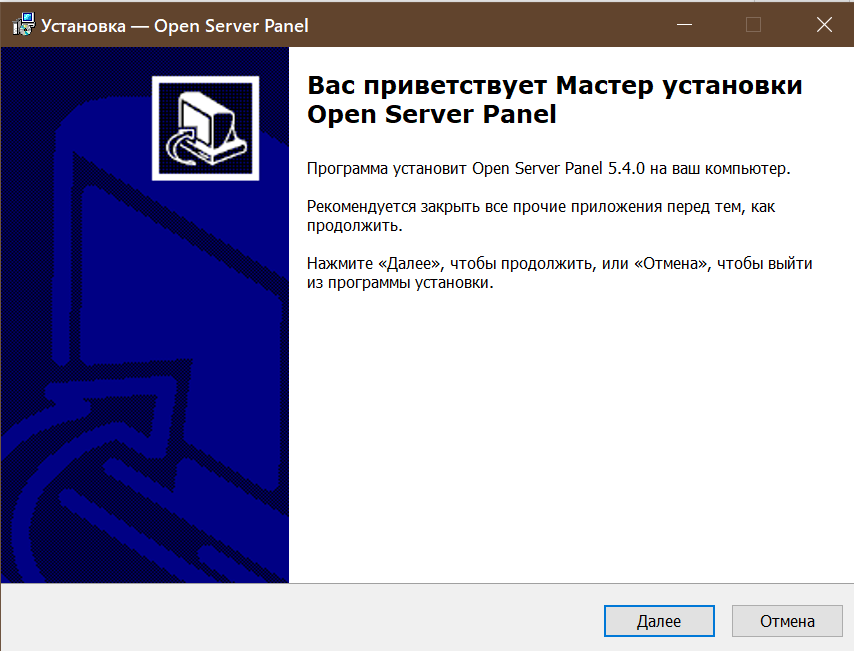 Установка — Open Server Panel
Вас приветствует Мастер установки
Open Server Panel
Программа установит Open Server Panel 5.4.0 на ваш компьютер.
Рекомендуется закрыть все прочие приложения перед тем, как
продолжить.
Нажмите «Далее», чтобы продолжить, или «Отмена», чтобы выйти
из программы установки.
Далее
Отмена